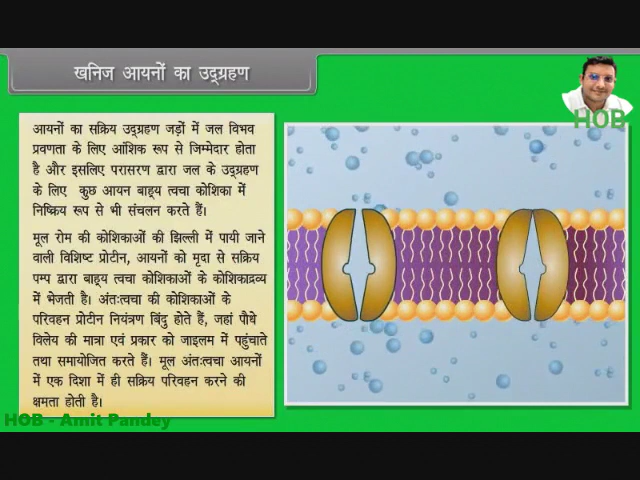 खनिज आयनों का उद्ग्रहण
HOB
आयनों का सक्रिय उद्ग्रहण जड़ों में जल विभव
प्रवणता के लिए आंशिक रूप से जिम्मेदार होता
है और इसलिए परासरण द्वारा जल के उद्ग्रहण
के लिए कुछ आयन बाह्य त्वचा कोशिका में
निष्क्रिय रूप से भी संचलन करते हैं।
मूल रोम की कोशिकाओं की झिल्ली में पायी जाने
वाली विशिष्ट प्रोटीन, आयनों को मृदा से सक्रिय
पम्प द्वारा बाह्य त्वचा कोशिकाओं के कोशिकाद्रव्य
में भेजती है। अंतःत्वचा की कोशिकाओं के
परिवहन प्रोटीन नियंत्रण बिंदु होते हैं, जहां पौधे
विलेय की मात्रा एवं प्रकार को जाइलम में पहुंचाते
तथा समायोजित करते हैं। मूल अंतःत्वचा आयनों
में एक दिशा में ही सक्रिय परिवहन करने की
क्षमता होती है।
HOB - Amit Pandey